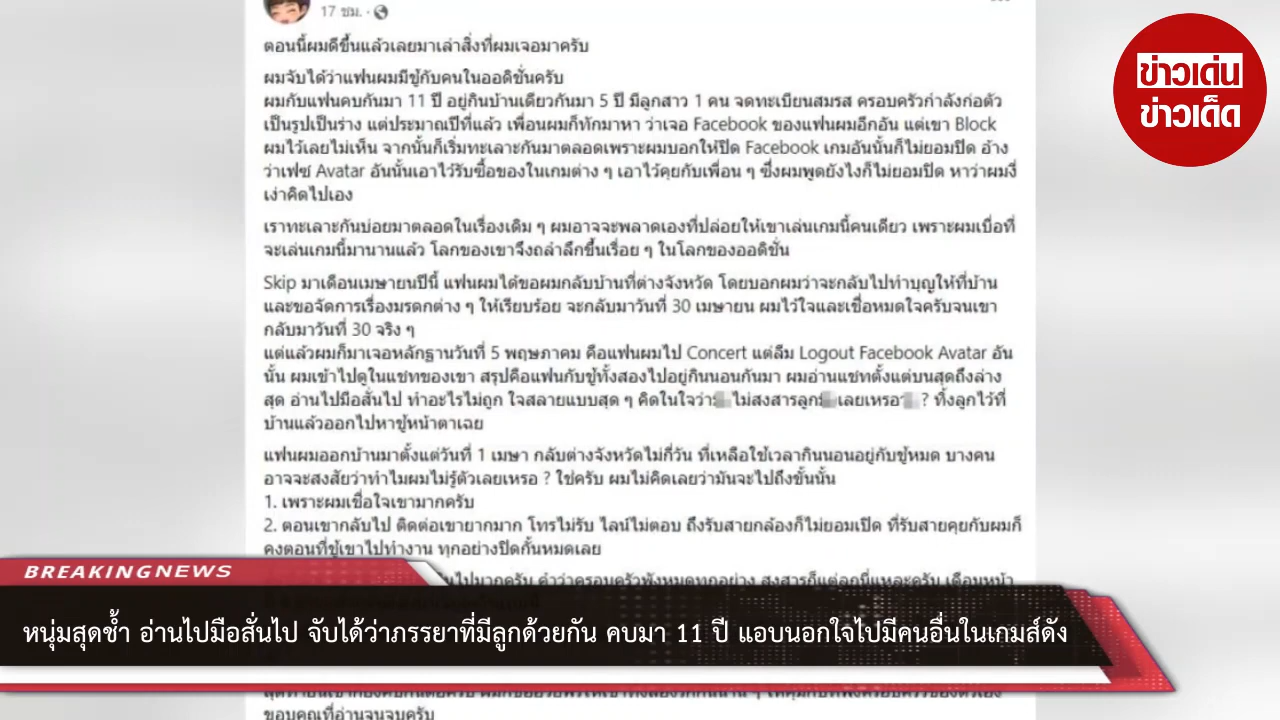 17 ชม. ·
ตอนนี้ผมดีขึ้นแล้วเลยมาเล่าสิ่งที่ผมเจอมาครับ
ผมจับได้ว่าแฟนผมมีชู้กับคนในออดิชั่นครับ
ผมกับแฟนคบกันมา 11 ปี อยู่กินบ้านเดียวกันมา 5 ปี มีลูกสาว 1 คน จดทะเบียนสมรส ครอบครัวกำลังก่อตัว
เป็นรูปเป็นร่าง แต่ประมาณปีที่แล้ว เพื่อนผมก็ทักมาหา ว่าเจอ Facebook ของแฟนผมอีกอัน แต่เขา Block
ผมไว้เลยไม่เห็น จากนั้นก็เริ่มทะเลาะกันมาตลอดเพราะผมบอกให้ปิด Facebook เกมอันนั้นก็ไม่ยอมปิด อ้าง
ว่าเฟซ Avatar อันนั้นเอาไว้รับซื้อของในเกมต่าง ๆ เอาไว้คุยกับเพื่อน ๆ ซึ่งผมพูดยังไงก็ไม่ยอมปิด หาว่าผมงี่
เง่าคิดไปเอง
เราทะเลาะกันบ่อยมาตลอดในเรื่องเดิม ๆ ผมอาจจะพลาดเองที่ปล่อยให้เขาเล่นเกมนี้คนเดียว เพราะผมเบื่อที่
จะเล่นเกมนี้มานานแล้ว โลกของเขาจึงถลำลึกขึ้นเรื่อย ๆ ในโลกของออดิชั่น
Skip มาเดือนเมษายนปีนี้ แฟนผมได้ขอผมกลับบ้านที่ต่างจังหวัด โดยบอกผมว่าจะกลับไปทำบุญให้ที่บ้าน
และขอจัดการเรื่องมรดกต่าง ๆ ให้เรียบร้อย จะกลับมาวันที่ 30 เมษายน ผมไว้ใจและเชื่อหมดใจครับจนเขา
กลับมาวันที่ 30 จริง ๆ
แต่แล้วผมก็มาเจอหลักฐานวันที่ 5 พฤษภาคม คือแฟนผมไป Concert แต่ลืม Logout Facebook Avatar อัน
นั้น ผมเข้าไปดูในแชทของเขา สรุปคือแฟนกับชู้ทั้งสองไปอยู่กินนอนกันมา ผมอ่านแชทตั้งแต่บนสุดถึงล่าง
สุด อ่านไปมือสั่นไป ทำอะไรไม่ถูก ใจสลายแบบสุด ๆ คิดในใจว่า ไม่สงสารลูก เลยเหรอ ? ทิ้งลูกไว้ที่
บ้านแล้วออกไปหาชู้หน้าตาเฉย
แฟนผมออกบ้านมาตั้งแต่วันที่ 1 เมษา กลับต่างจังหวัดไม่กี่วัน ที่เหลือใช้เวลากินนอนอยู่กับชู้หมด บางคน
อาจจะสงสัยว่าทำไมผมไม่รู้ตัวเลยเหรอ ? ใช่ครับ ผมไม่คิดเลยว่ามันจะไปถึงขั้นนั้น
1. เพราะผมเชื่อใจเขามากครับ
2. ตอนเขากลับไป ติดต่อเขายากมาก โทรไม่รับ ไลน์ไม่ตอบ ถึงรับสายกล้องก็ไม่ยอมเปิด ที่รับสายคุยกับผมก็
คงตอนที่ชู้เขาไปทำงาน ทุกอย่างปิดกั้นหมดเลย
ขอบคุณที่อ่านจนจบครับ
ข่าวเด่น
ข่าวเด็ด
BREAKINGNEWS
หนุ่มสุดช้ำ อ่านไปมือสั่นไป จับได้ว่าภรรยาที่มีลูกด้วยกัน คบมา 11 ปี แอบนอกใจไปมีคนอื่นในเกมส์ดัง